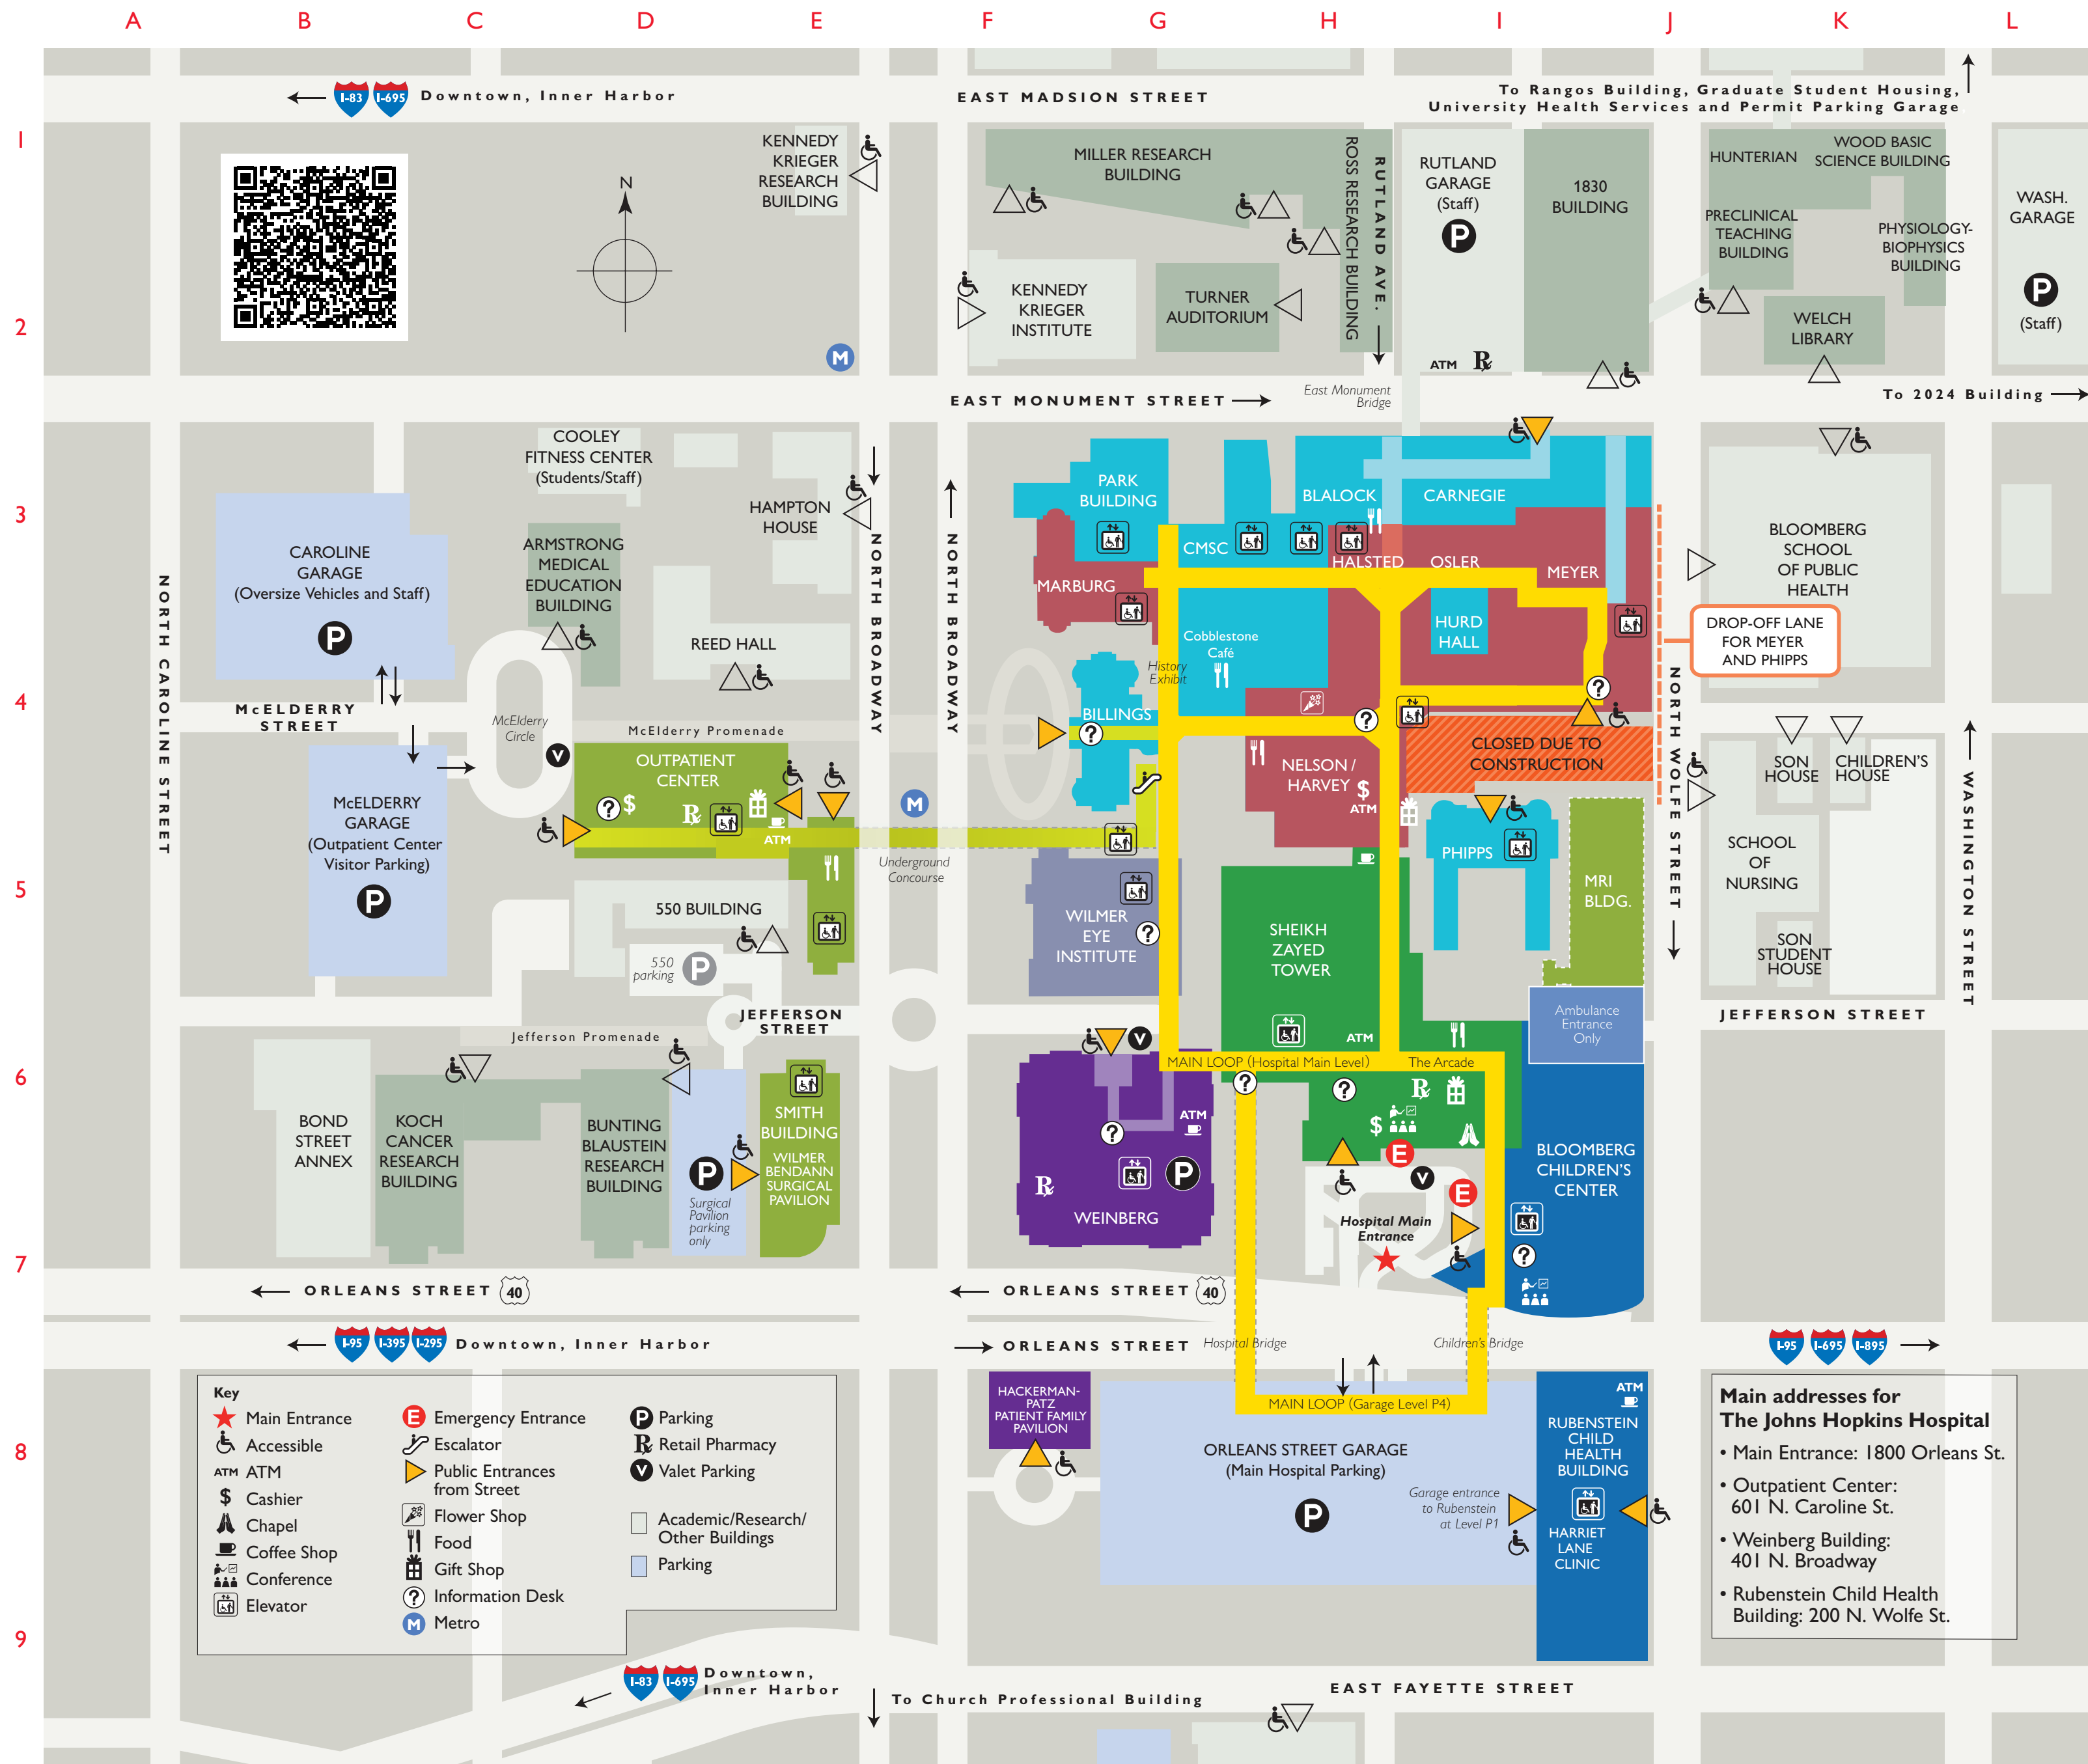 A B C D E F G H I J K L
I-83 I-695 Downtown, Inner Harbor
EAST MADSION STREET
To Rangos Building, Graduate Student Housing,
University Health Services and Permit Parking Garage
1
KENNEDY
KRIEGER
RESEARCH
BUILDING
N
MILLER RESEARCH
BUILDING
ROSS RESEARCH BUILDING
RUTLAND AVE.
RUTLAND
GARAGE
(Staff)
P
1830
BUILDING
HUNTERIAN
WOOD BASIC
SCIENCE BUILDING
PRECLINICAL
TEACHING
BUILDING
PHYSIOLOGY-
BIOPHYSICS
BUILDING
WASH.
GARAGE
P
(Staff)
2
M
KENNEDY
KRIEGER
INSTITUTE
TURNER
AUDITORIUM
ATM Rx
WELCH
LIBRARY
EAST MONUMENT STREET
East Monument
Bridge
To 2024 Building
3
COOLEY
FITNESS CENTER
(Students/Staff)
HAMPTON
HOUSE
CAROLINE
GARAGE
(Oversize Vehicles and Staff)
P
ARMSTRONG
MEDICAL
EDUCATION
BUILDING
REED HALL
NORTH CAROLINE STREET
NORTH BROADWAY
NORTH BROADWAY
PARK
BUILDING
CMSC
BLALOCK
CARNEGIE
MARBURG
HALSTED
OSLER
MEYER
HURD
HALL
Cobblestone
Café
History
Exhibit
BLOOMBERG
SCHOOL
OF PUBLIC
HEALTH
DROP-OFF LANE
FOR MEYER
AND PHIPPS
4
McELDERRY
STREET
McElderry
Circle
V
McElderry Promenade
BILLINGS
?
?
?
NORTH WOLFE STREET
WASHINGTON STREET
McELDERRY
GARAGE
(Outpatient Center
Visitor Parking)
P
OUTPATIENT
CENTER
? $
Rx
ATM
M
Underground
Concourse
NELSON /
HARVEY $
ATM
CLOSED DUE TO
CONSTRUCTION
SON
HOUSE
CHILDREN'S
HOUSE
PHIPPS
MRI
BLDG.
SCHOOL
OF
NURSING
SON
STUDENT
HOUSE
5
550 BUILDING
550
parking
P
WILMER
EYE
INSTITUTE
?
SHEIKH
ZAYED
TOWER
ATM
Ambulance
Entrance
Only
JEFFERSON
STREET
JEFFERSON STREET
Jefferson Promenade
6
V
MAIN LOOP (Hospital Main Level)
The Arcade
BOND
STREET
ANNEX
KOCH
CANCER
RESEARCH
BUILDING
BUNTING
BLAUSTEIN
RESEARCH
BUILDING
P
Surgical
Pavilion
parking
only
SMITH
BUILDING
WILMER
BENDANN
SURGICAL
PAVILION
ATM
?
Rx
P
WEINBERG
?
?
Rx
$
E
V
E
Hospital Main
Entrance
BLOOMBERG
CHILDREN'S
CENTER
?
7
ORLEANS STREET 40
ORLEANS STREET 40
I-95 I-395 I-295 Downtown, Inner Harbor
ORLEANS STREET
Hospital Bridge
Children's Bridge
I-95 I-695 I-895
8
HACKERMAN-
PATZ
PATIENT FAMILY
PAVILION
MAIN LOOP (Garage Level P4)
ORLEANS STREET GARAGE
(Main Hospital Parking)
P
Garage entrance
to Rubenstein
at Level P1
ATM
RUBENSTEIN
CHILD
HEALTH
BUILDING
HARRIET
LANE
CLINIC
Key
Main Entrance
Accessible
ATM ATM
$ Cashier
Chapel
Coffee Shop
Conference
Elevator
E Emergency Entrance
Escalator
Public Entrances
from Street
Flower Shop
Food
Gift Shop
? Information Desk
M Metro
P Parking
Rx Retail Pharmacy
V Valet Parking
Academic/Research/
Other Buildings
Parking
Main addresses for
The Johns Hopkins Hospital
• Main Entrance: 1800 Orleans St.
• Outpatient Center:
601 N. Caroline St.
• Weinberg Building:
401 N. Broadway
• Rubenstein Child Health
Building: 200 N. Wolfe St.
9
I-83 I-695 Downtown,
Inner Harbor
To Church Professional Building
EAST FAYETTE STREET